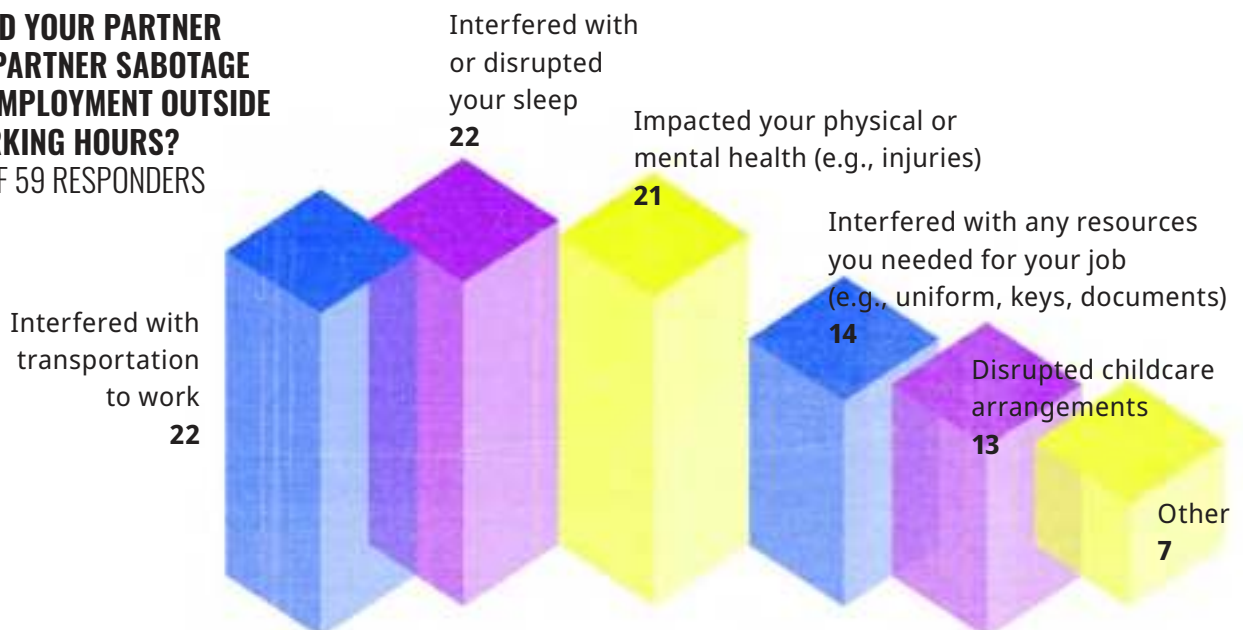 YOUR PARTNER
PARTNER SABOTAGE
EMPLOYMENT OUTSIDE
HOURS?
59 RESPONDERS
Interfered with
or disrupted
your sleep
22
Impacted your physical or
mental health (e.g., injuries)
21
Interfered with any resources
you needed for your job
(e.g., uniform, keys, documents)
14
Interfered with
transportation
to work
22
Disrupted childcare
arrangements
13
Other
7